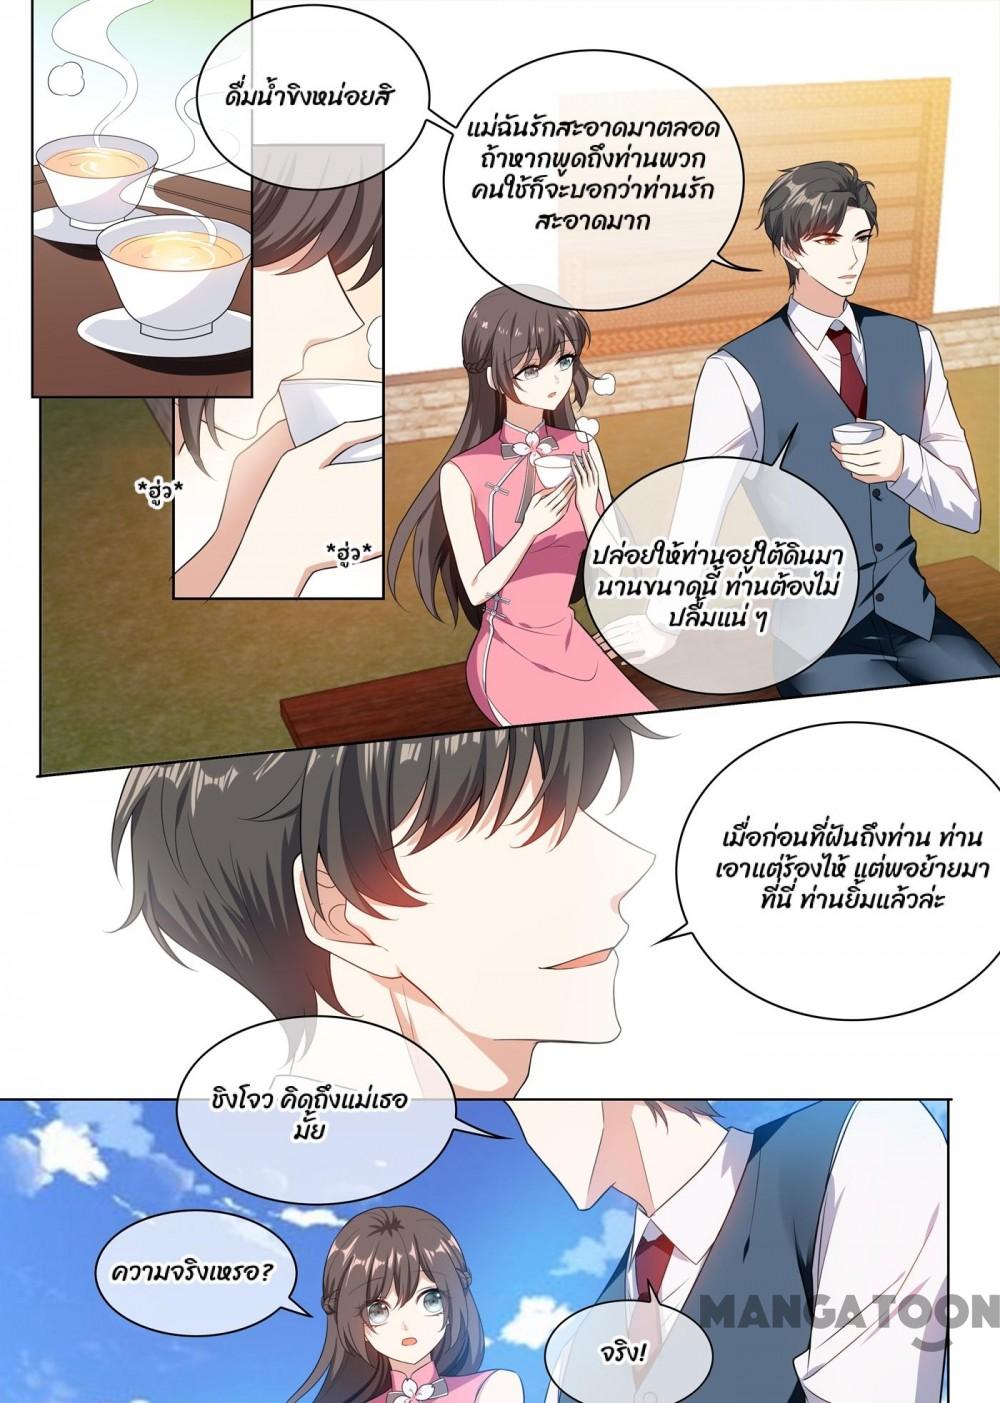 ดื่มน้ำขิงหน่อยสิ
แม่ฉันรักสะอาดมาตลอด
ถ้าหากพูดถึงท่านพวก
คนใช้ก็จะบอกว่าท่านรัก
สะอาดมาก
*ฮู่ว*
*ฮู่ว*
ปล่อยให้ท่านอยู่ใต้ดินมา
นานขนาดนี้ ท่านต้องไม่
ปลื้มแน่ ๆ
เมื่อก่อนที่ฝันถึงท่าน ท่าน
เอาแต่ร้องไห้ แต่พอย้ายมา
ที่นี่ ท่านยิ้มแล้วล่ะ
ชิงโจว คิดถึงแม่เธอ
มั้ย
ความจริงเหรอ?
MANGATOON
จริง!